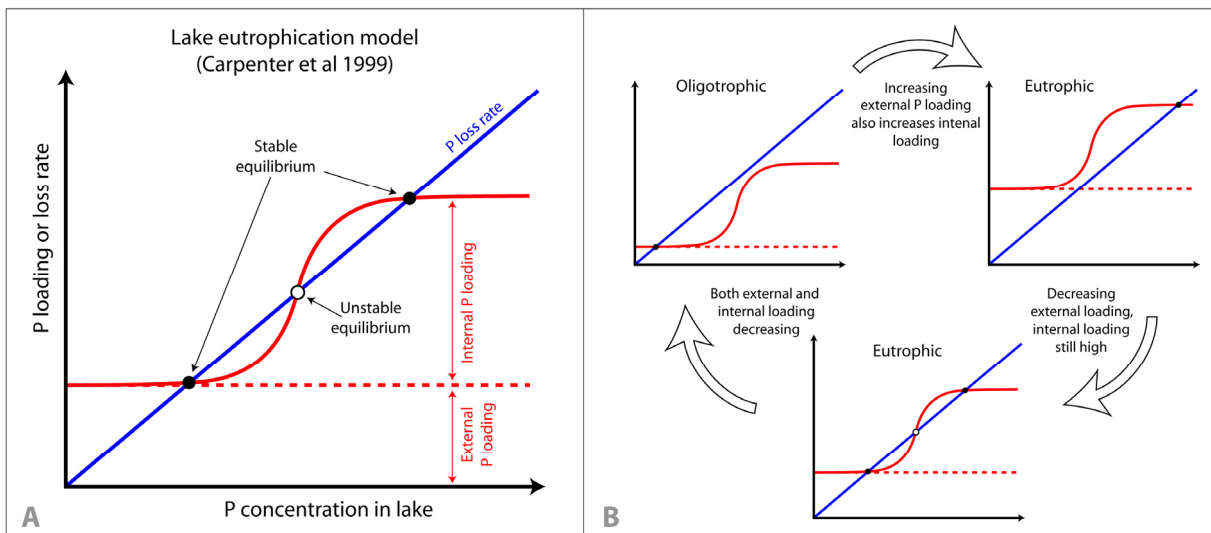 Lake eutrophication model
(Carpenter et al 1999)
P loading or loss rate
Stable
equilibrium
P loss rate
Unstable
equilibrium
Internal P loading
External
P loading
P concentration in lake
A
Oligotrophic
Increasing
external P loading
also increases intenal
loading
Eutrophic
Both external and
internal loading
decreasing
Decreasing
external loading,
internal loading
still high
Eutrophic
B